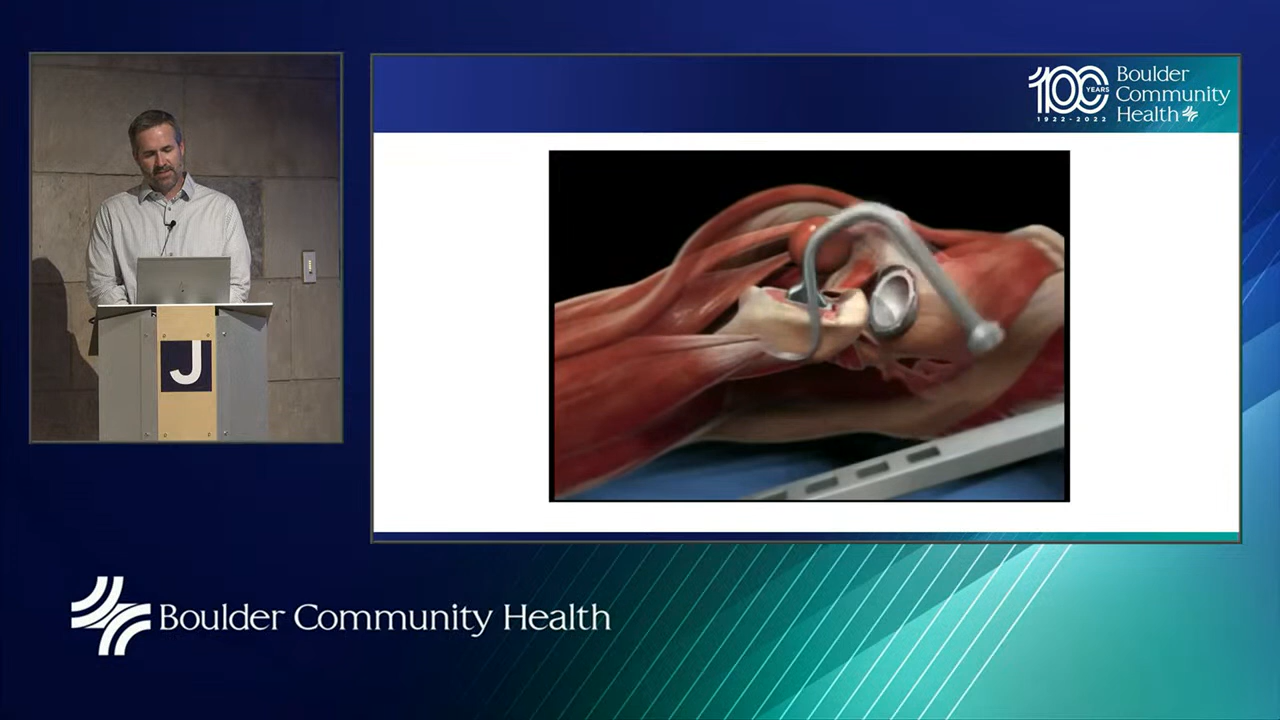 100
YEARS
1922-2022
Boulder
Community
Health
J
Boulder Community Health